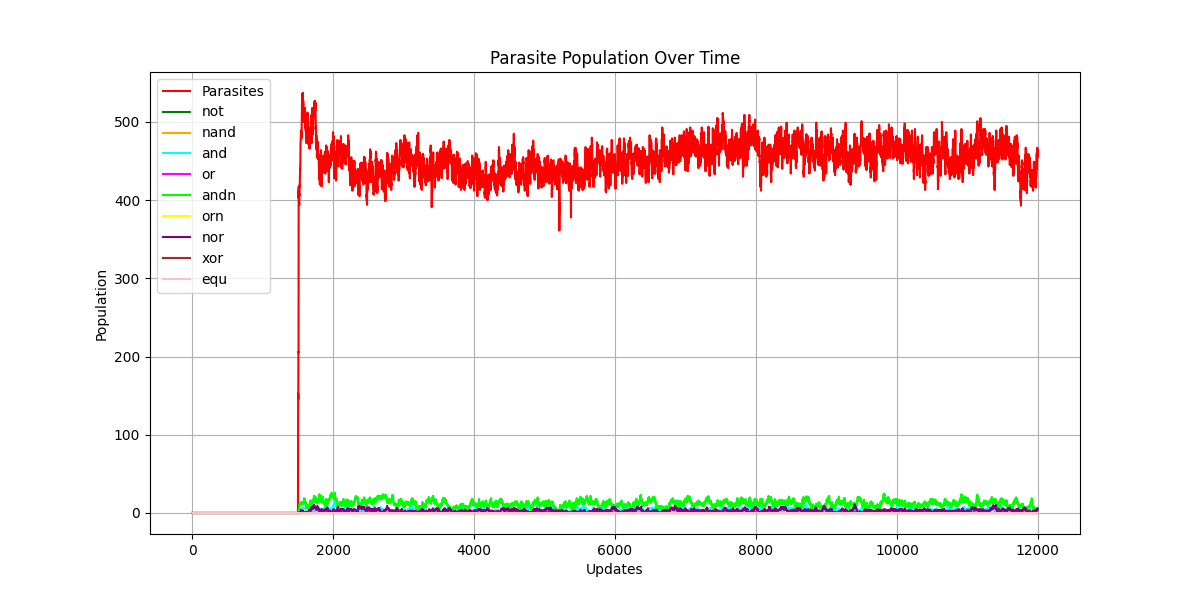 Parasite Population Over Time
Parasites
not
nand
and
or
andn
orn
nor
xor
equ
Population
500
400
300
200
100
0
0 2000 4000 6000 8000 10000 12000
Updates